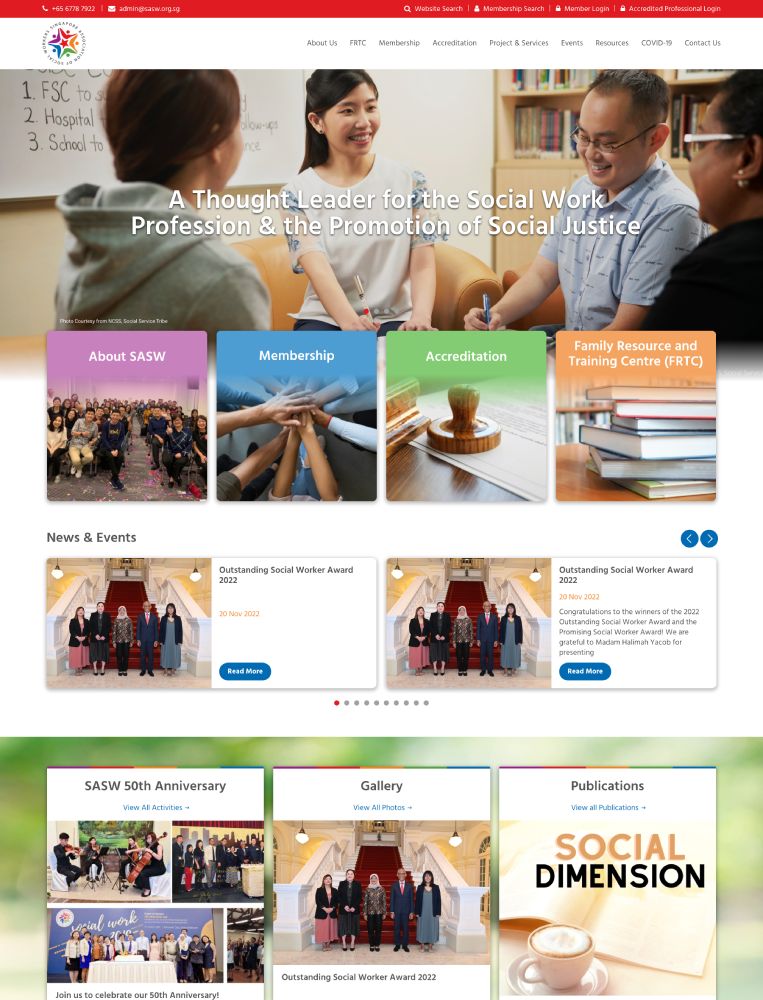 +65 6778 7922
admin@sasw.org.sg
Website Search
Membership Search
Member Login
Accredited Professional Login
SINGAPORE ASSOCIATION OF SOCIAL WORKERS
About Us
FRTC
Membership
Accreditation
Project & Services
Events
Resources
COVID-19
Contact Us
1. FSC to su
2. Hospital
3. School to
A Thought Leader for the Social Work
Profession & the Promotion of Social Justice
Photo Courtesy from NCSS, Social Service Tribe
About SASW
Membership
Accreditation
Family Resource and
Training Centre (FRTC)
News & Events
Outstanding Social Worker Award
2022
20 Nov 2022
Read More
Outstanding Social Worker Award
2022
20 Nov 2022
Congratulations to the winners of the 2022
Outstanding Social Worker Award and the
Promising Social Worker Award! We are
grateful to Madam Halimah Yacob for
presenting
Read More
SASW 50th Anniversary
View All Activities →
social work
Join us to celebrate our 50th Anniversary!
Gallery
View All Photos →
Outstanding Social Worker Award 2022
Publications
View all Publications →
SOCIAL
DIMENSION